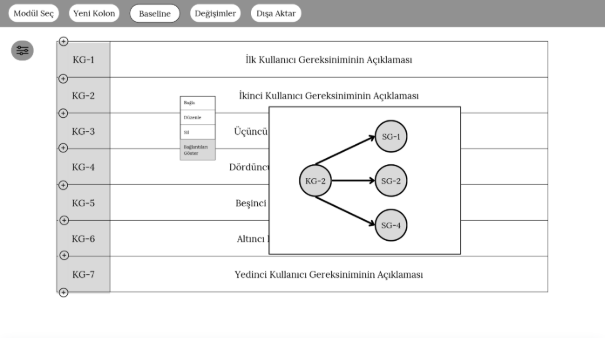 Modül Seç
Yeni Kolon
Baseline
Değişimler
Dışa Aktar
KG-1
İlk Kullanıcı Gereksiniminin Açıklaması
KG-2
İkinci Kullanıcı Gereksiniminin Açıklaması
Bağla
Düzenle
Sil
Bağlantıları
Göster
KG-3
Üçüncü
KG-4
Dördüncü
KG-5
Beşinci
KG-6
Altıncı
KG-7
Yedinci Kullanıcı Gereksiniminin Açıklaması
KG-2
SG-1
SG-2
SG-4